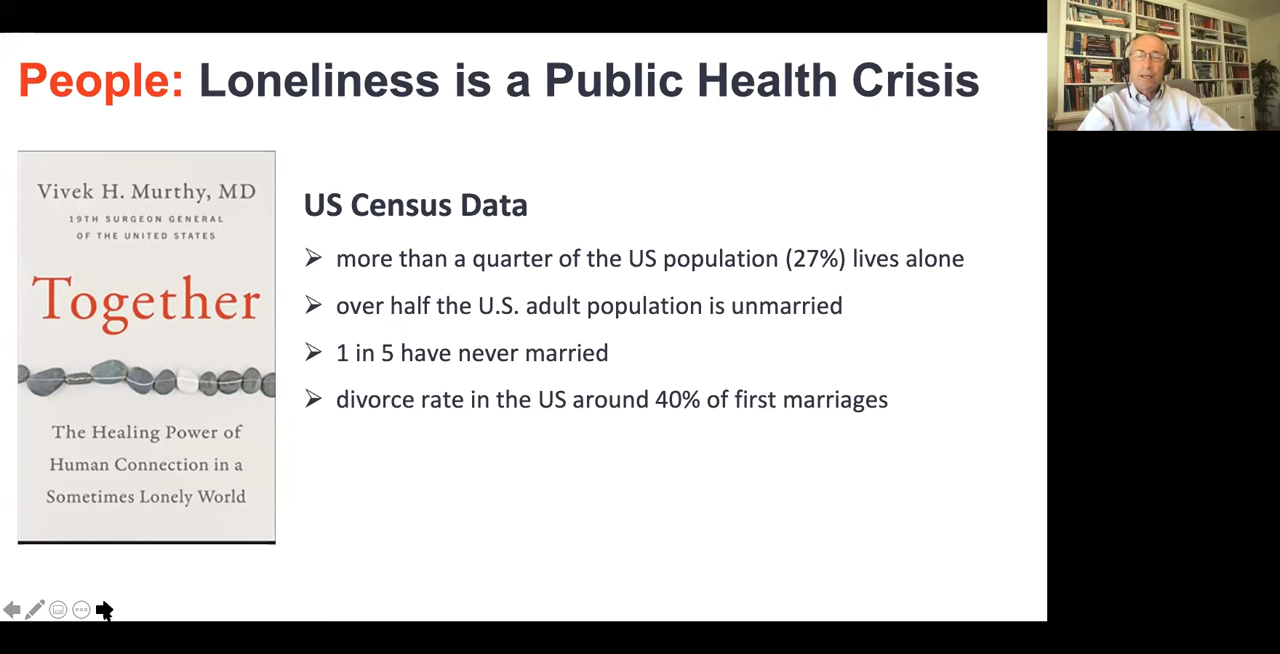 People: Loneliness is a Public Health Crisis
Vivek H. Murthy, MD
19TH SURGEON GENERAL
OF THE UNITED STATES
Together
The Healing Power of
Human Connection in a
Sometimes Lonely World
US Census Data
more than a quarter of the US population (27%) lives alone
over half the U.S. adult population is unmarried
1 in 5 have never married
divorce rate in the US around 40% of first marriages